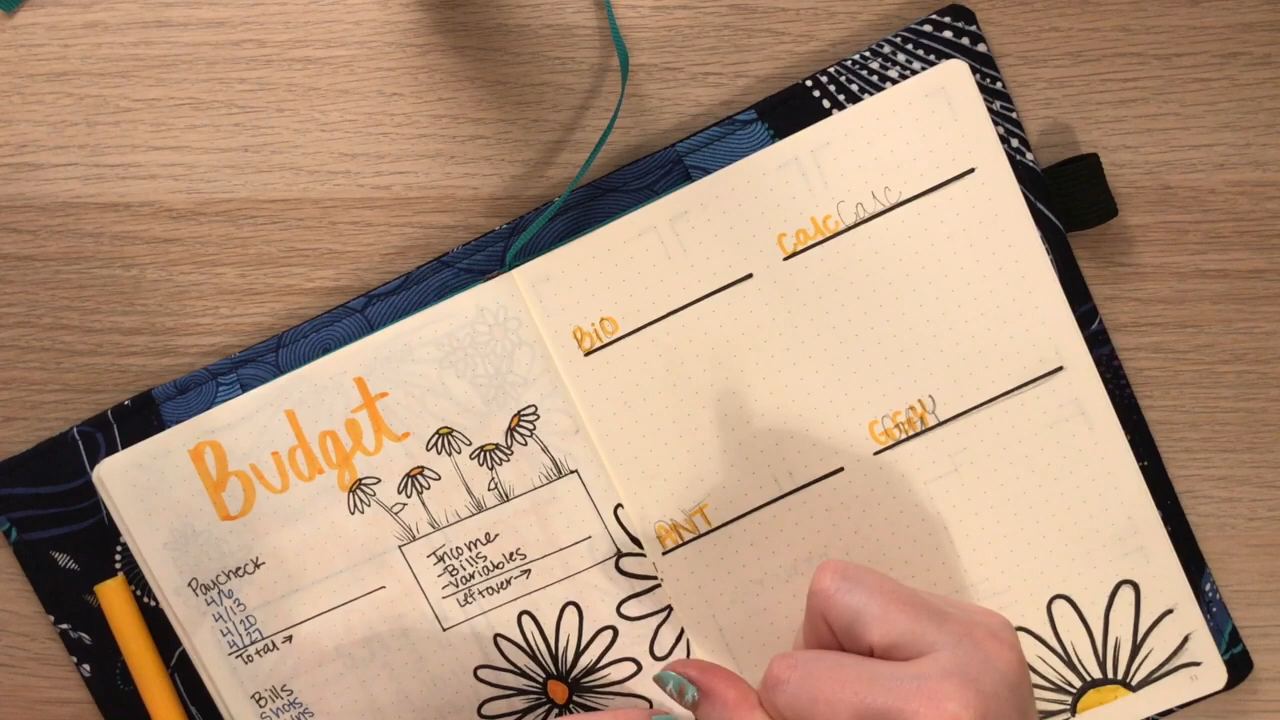 Budget
Paycheck
4/6
4/13
4/20
4/27
Total →
Bills
Shots
Income
-Bills
-Variables
Leftover →
Bio
Calc Calc
ANT